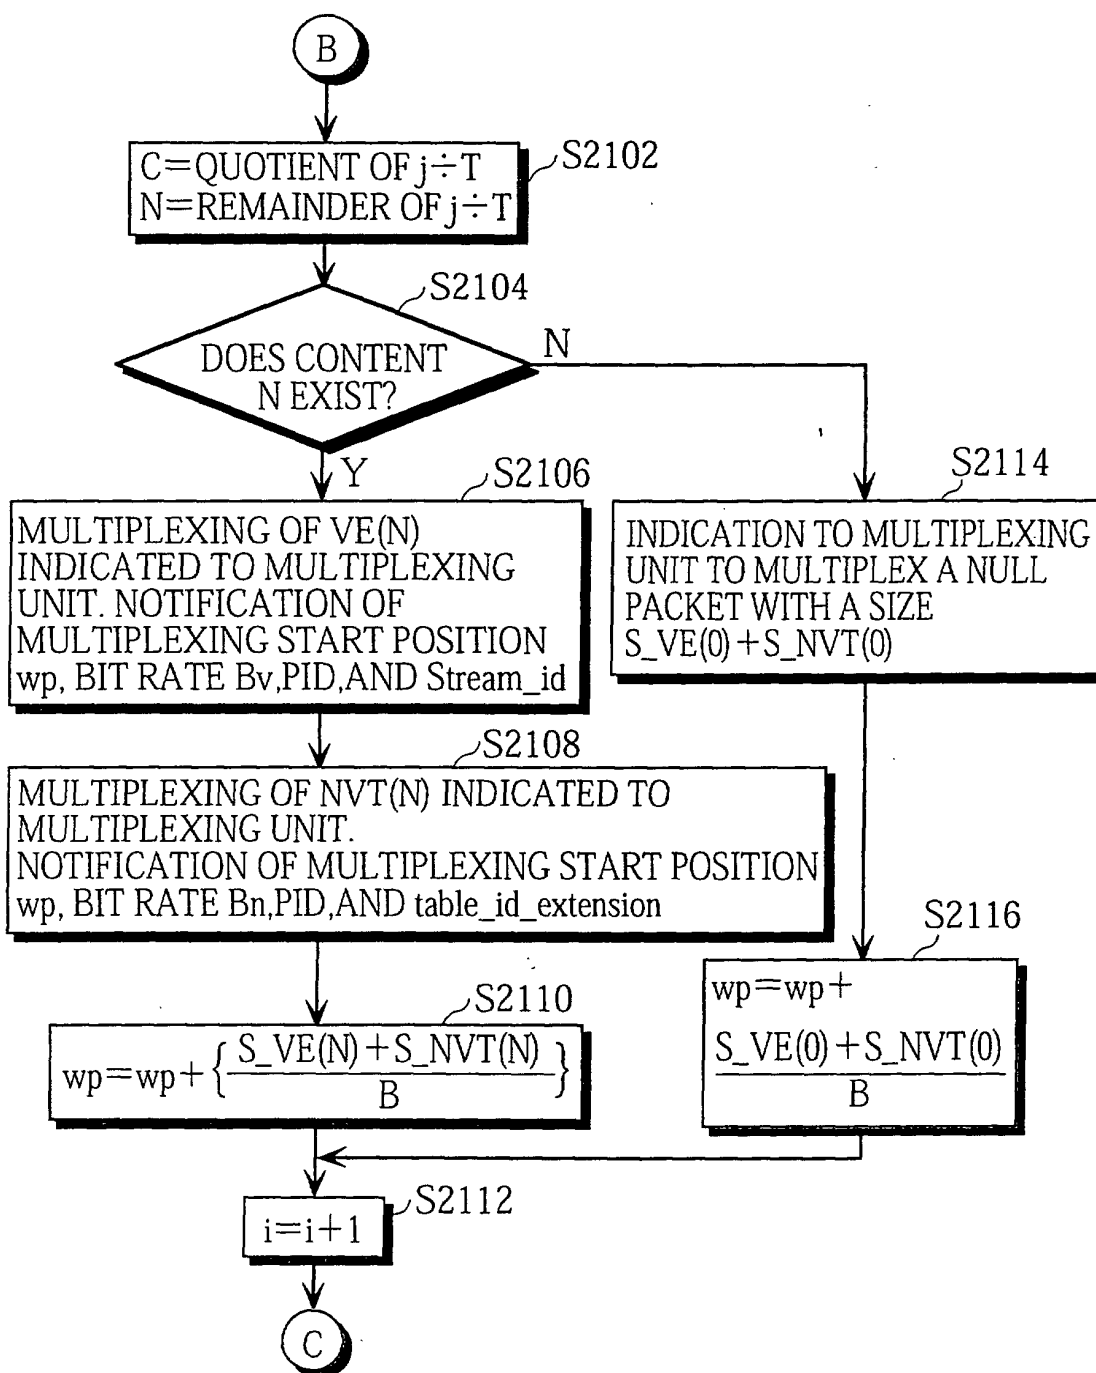 B
C=QUOTIENT OF j÷T
N=REMAINDER OF j÷T
S2102
S2104
DOES CONTENT
N EXIST?
N
Y
S2106
MULTIPLEXING OF VE(N)
INDICATED TO MULTIPLEXING
UNIT. NOTIFICATION OF
MULTIPLEXING START POSITION
wp, BIT RATE Bv,PID,AND Stream_id
S2114
INDICATION TO MULTIPLEXING
UNIT TO MULTIPLEX A NULL
PACKET WITH A SIZE
S_VE(0)+S_NVT(0)
S2108
MULTIPLEXING OF NVT(N) INDICATED TO
MULTIPLEXING UNIT.
NOTIFICATION OF MULTIPLEXING START POSITION
wp, BIT RATE Bn,PID,AND table_id_extension
S2110
wp=wp+{S_VE(N)+S_NVT(N)
B}
S2116
wp=wp+
S_VE(0)+S_NVT(0)
B
S2112
i=i+1
C